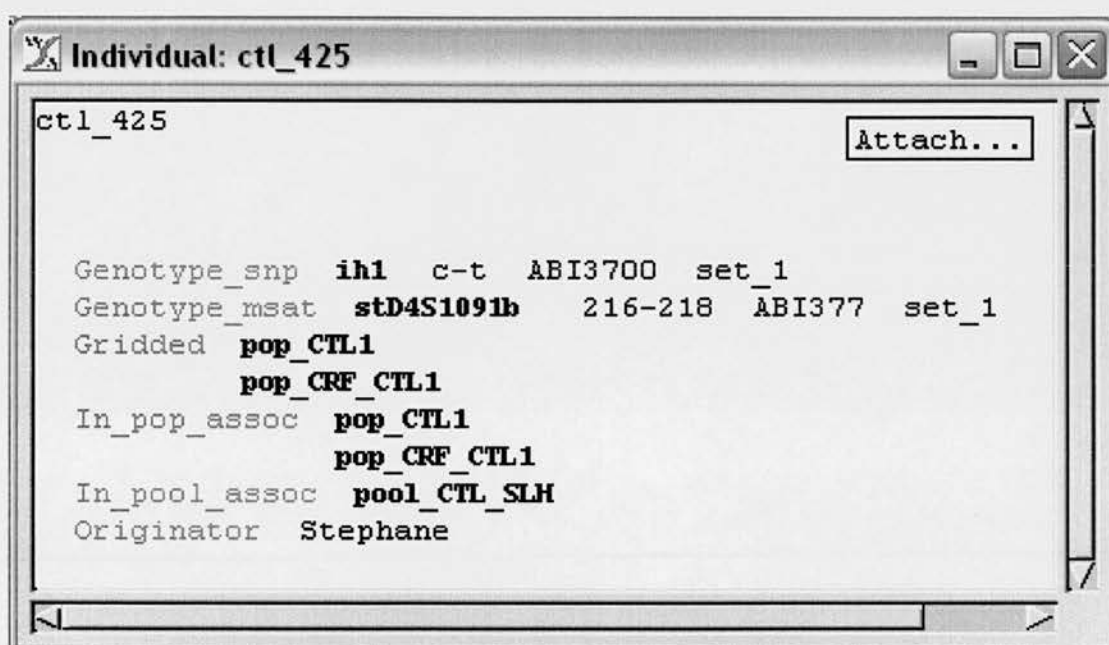 Individual: ctl_425
ctl_425
Attach...
Genotype_snp ih1 c-t ABI3700 set_1
Genotype_msat stD4S1091b 216-218 ABI377 set_1
Gridded pop_CTL1
pop_CRF_CTL1
In_pop_assoc pop_CTL1
pop_CRF_CTL1
In_pool_assoc pool_CTL_SLH
Originator Stephane